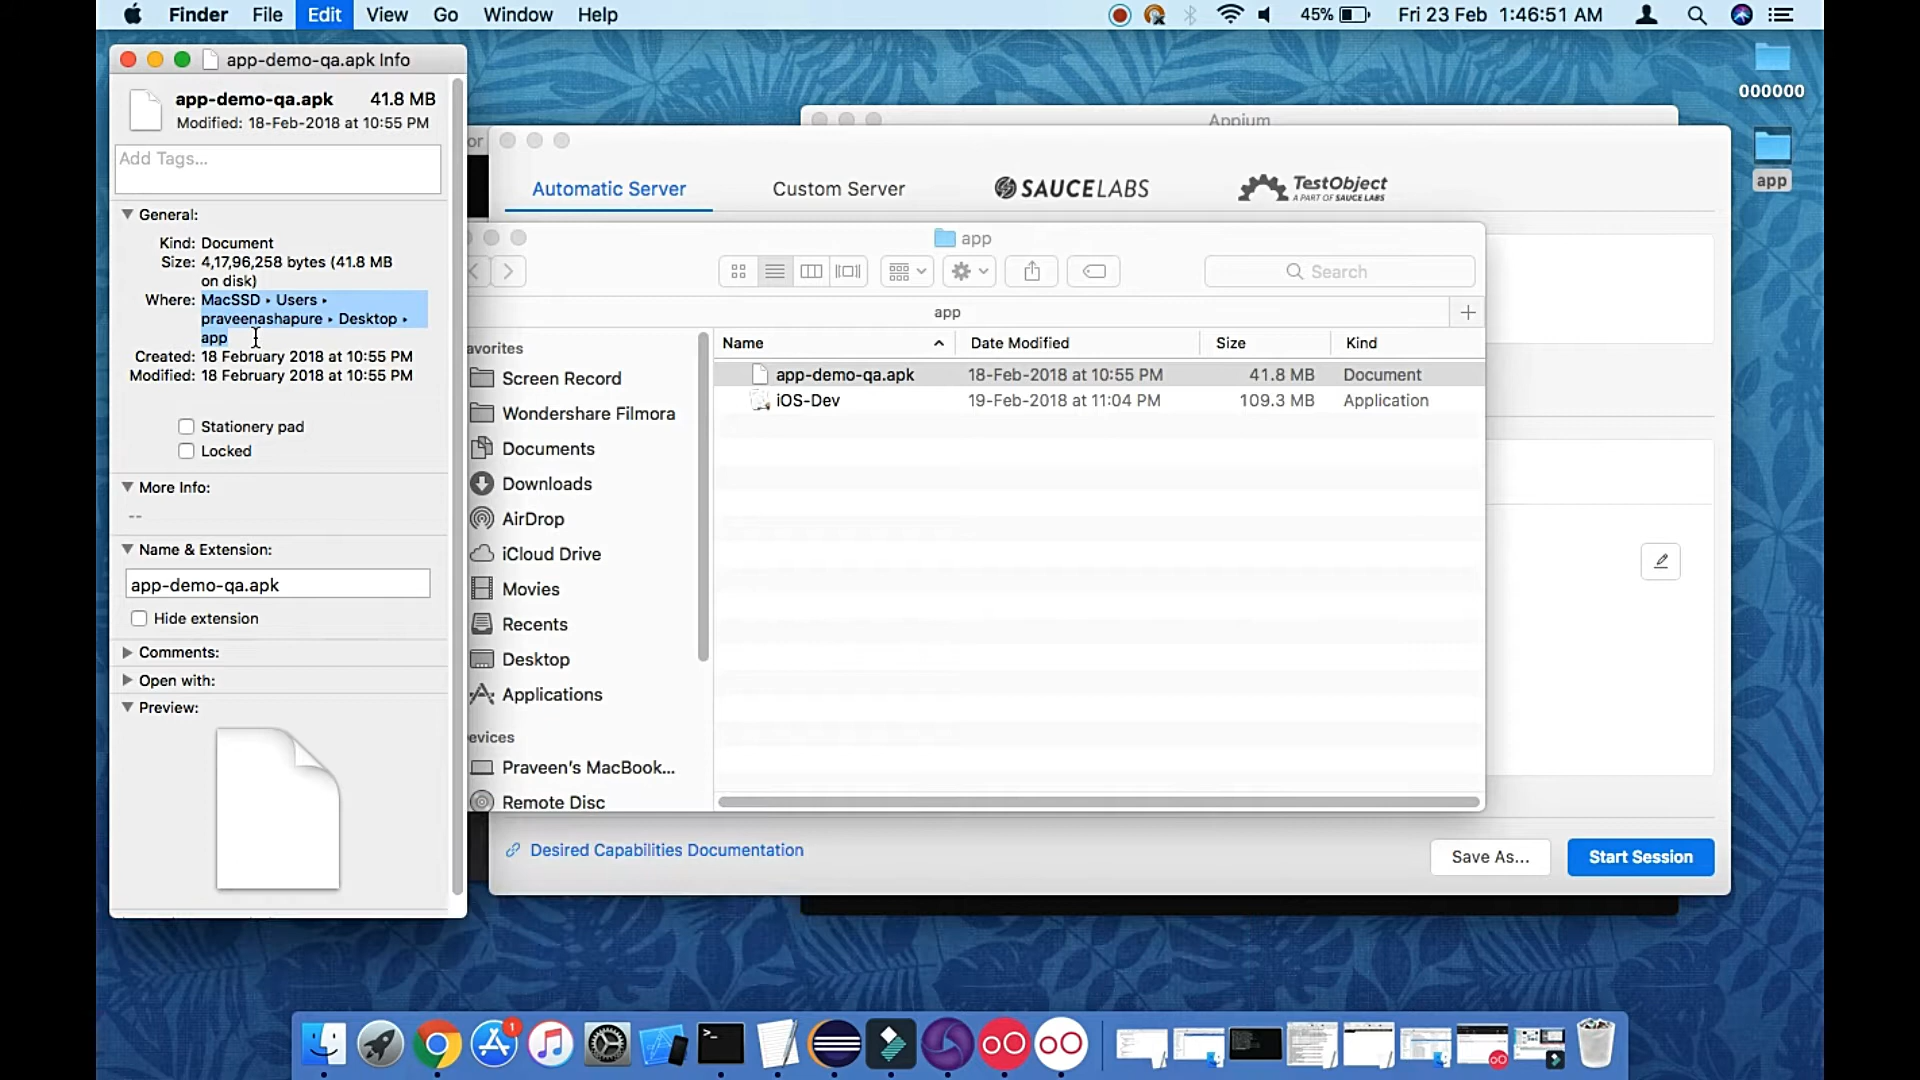 Finder File Edit View Go Window Help 45% Fri 23 Feb 1:46:51 AM
app-demo-qa.apk Info
app-demo-qa.apk 41.8 MB
Modified: 18-Feb-2018 at 10:55 PM
Add Tags...
General:
Kind: Document
Size: 4,17,96,258 bytes (41.8 MB
on disk)
Where: MacSSD ▸ Users ▸
praveenashapure ▸ Desktop ▸
app
Created: 18 February 2018 at 10:55 PM
Modified: 18 February 2018 at 10:55 PM
Stationery pad
Locked
More Info:
--
Name & Extension:
app-demo-qa.apk
Hide extension
Comments:
Open with:
Preview:
Appium
or
Automatic Server Custom Server SAUCELABS TestObject
A PART OF SAUCE LABS
app
Search
app
Name Date Modified Size Kind
app-demo-qa.apk 18-Feb-2018 at 10:55 PM 41.8 MB Document
iOS-Dev 19-Feb-2018 at 11:04 PM 109.3 MB Application
avorites
Screen Record
Wondershare Filmora
Documents
Downloads
AirDrop
iCloud Drive
Movies
Recents
Desktop
Applications
evices
Praveen's MacBook...
Remote Disc
Desired Capabilities Documentation
Save As... Start Session
000000
app
1